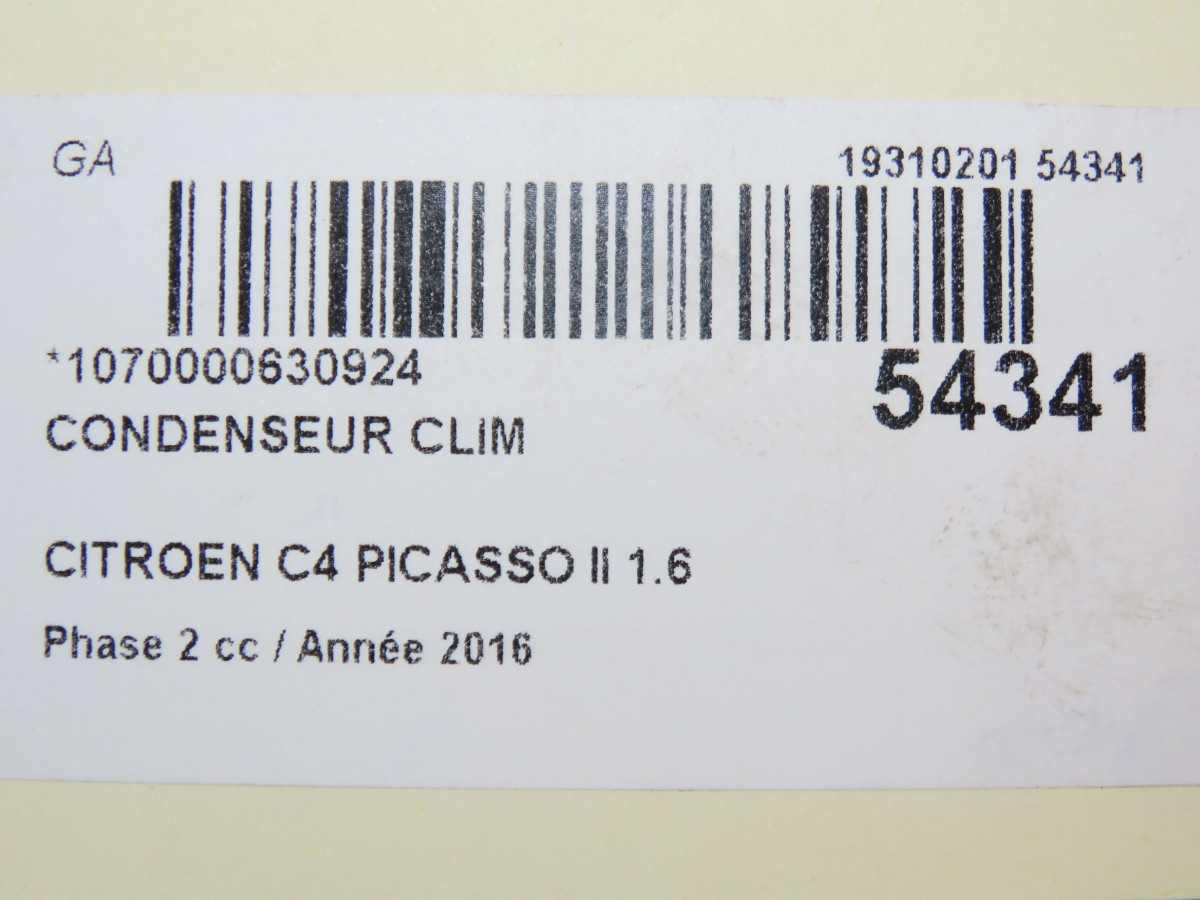 GA 19310201 54341
*1070000630924 54341
CONDENSEUR CLIM
CITROEN C4 PICASSO II 1.6
Phase 2 cc / Année 2016